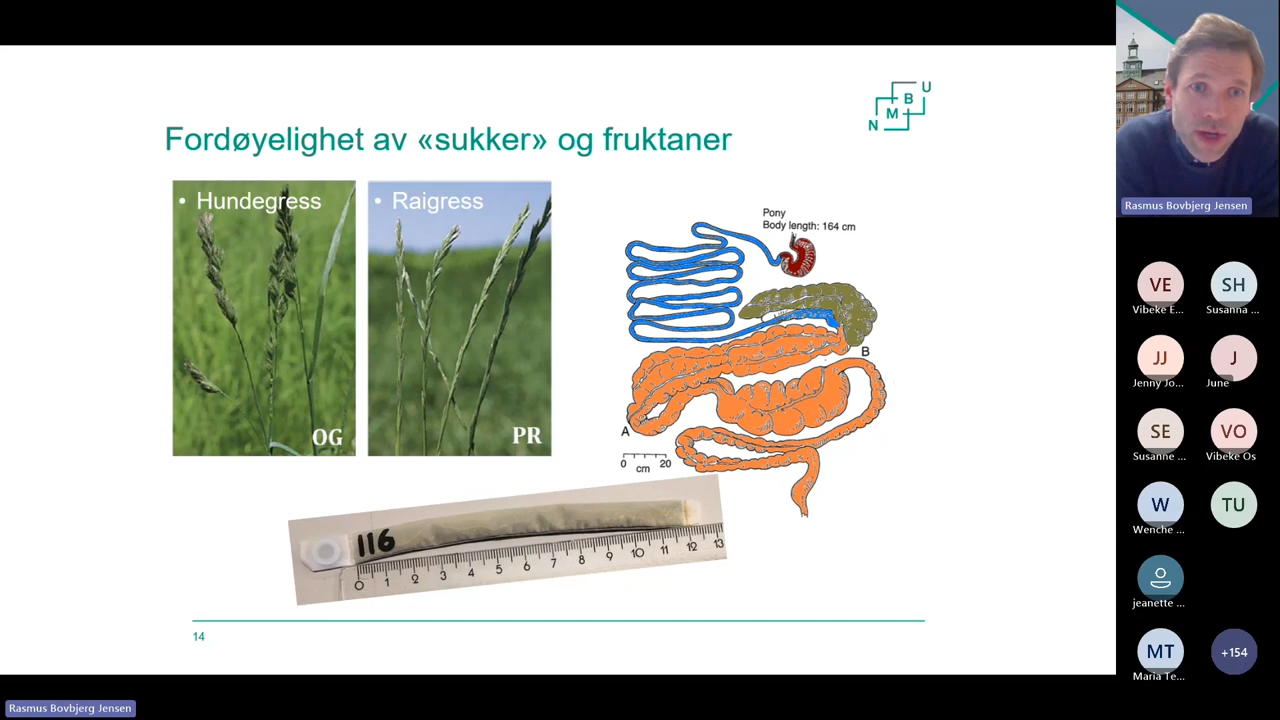 N M B U
Fordøyelighet av «sukker» og fruktaner
• Hundegress
OG
• Raigress
PR
Pony
Body length: 164 cm
B
A
0 20
cm
116
0 1 2 3 4 5 6 7 8 9 10 11 12 13
14
Rasmus Bovbjerg Jensen
VE
Vibeke E...
SH
Susanna ...
JJ
Jenny Jo...
J
June
SE
Susanne ...
VO
Vibeke Os
W
Wenche ...
TU
jeanette ...
MT
Maria Te...
+154
Rasmus Bovbjerg Jensen